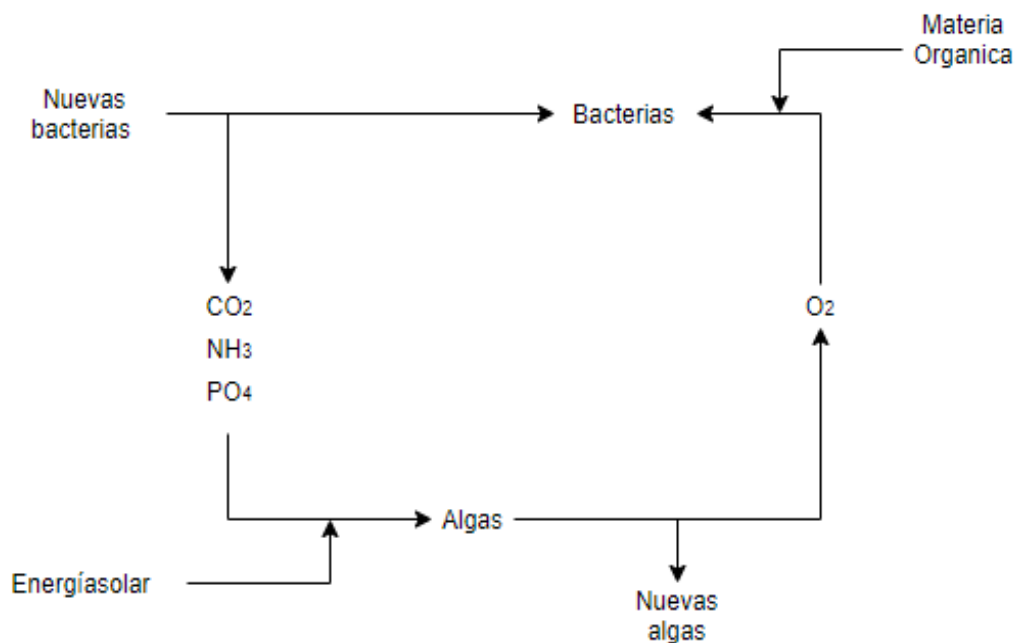 Materia
Organica
Nuevas
bacterias
Bacterias
CO2
NH3
PO4
O2
Algas
Energíasolar
Nuevas
algas